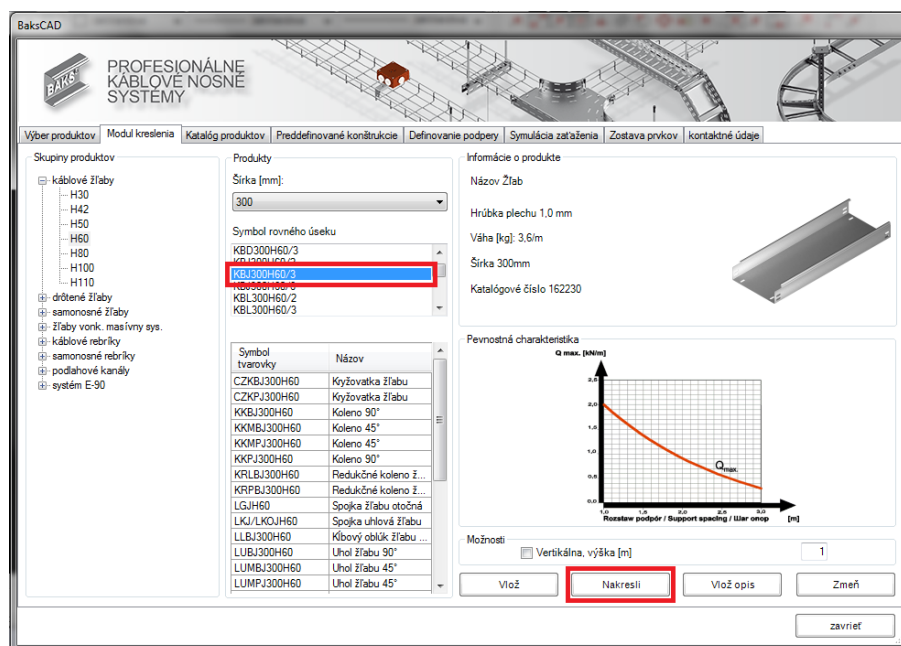 BaksCAD
BAKS
PROFESIONÁLNE
KÁBLOVÉ NOSNÉ
SYSTÉMY
Výber produktov
Modul kreslenia
Katalóg produktov
Preddefinované konštrukcie
Definovanie podpery
Symulácia zaťaženia
Zostava prvkov
kontaktné údaje
Skupiny produktov
káblové žľaby
H30
H42
H50
H60
H80
H100
H110
drôtené žľaby
samonosné žľaby
žľaby vonk. masívny sys.
káblové rebríky
samonosné rebríky
podlahové kanály
systém E-90
Produkty
Šírka [mm]:
300
Symbol rovného úseku
KBD300H60/3
KBJ300H60/3
KBL300H60/2
KBL300H60/3
Symbol tvarovky
Názov
CZKBJ300H60 Kryžovatka žľabu
CZKPJ300H60 Kryžovatka žľabu
KKBJ300H60 Koleno 90°
KKMBJ300H60 Koleno 45°
KKMPJ300H60 Koleno 45°
KKPJ300H60 Koleno 90°
KRLBJ300H60 Redukčné koleno ž...
KRPBJ300H60 Redukčné koleno ž...
LGJH60 Spojka žľabu otočná
LKJ/LKOJH60 Spojka uhlová žľabu
LLBJ300H60 Kĺbový oblúk žľabu ...
LUBJ300H60 Uhol žľabu 90°
LUMBJ300H60 Uhol žľabu 45°
LUMPJ300H60 Uhol žľabu 45°
Informácie o produkte
Názov Žľab
Hrúbka plechu 1,0 mm
Váha [kg]: 3,6/m
Šírka 300mm
Katalógové číslo 162230
Pevnostná charakteristika
Q max. [kN/m]
2,5
2,0
1,5
1,0
0,5
0,0
Qmax.
1,0 1,5 2,0 2,5 3,0
Rozstaw podpór / Support spacing / Шаг опор [m]
Možnosti
Vertikálna, výška [m]
1
Vlož
Nakresli
Vlož opis
Zmeň
zavrieť